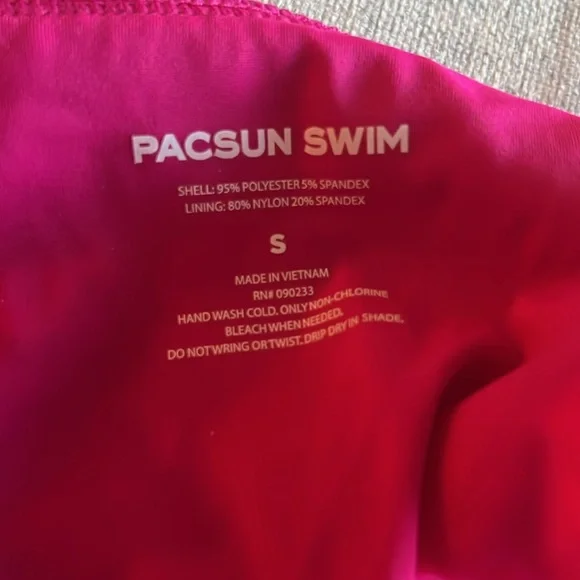 PACSUN SWIM
SHELL: 95% POLYESTER 5% SPANDEX
LINING: 80% NYLON 20% SPANDEX
S
MADE IN VIETNAM
RN# 090233
HAND WASH COLD. ONLY NON-CHLORINE
BLEACH WHEN NEEDED.
DO NOT WRING OR TWIST. DRIP DRY IN SHADE.